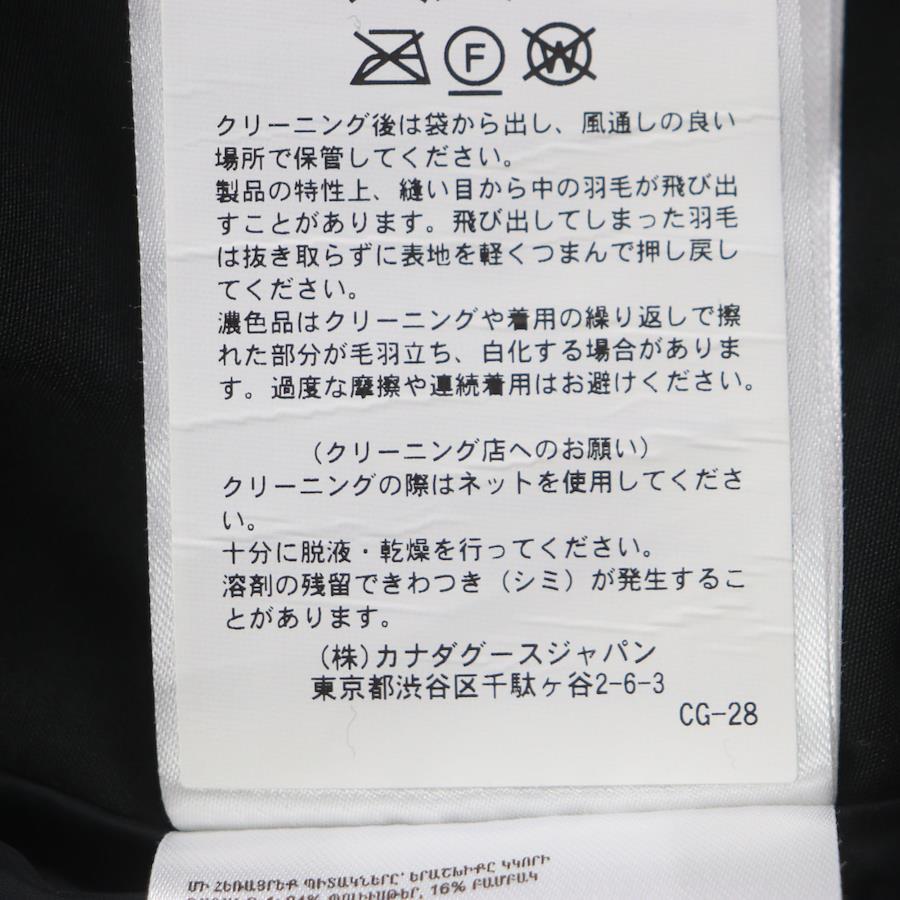 F
W
クリーニング後は袋から出し、風通しの良い
場所で保管してください。
製品の特性上、縫い目から中の羽毛が飛び出
すことがあります。飛び出してしまった羽毛
は抜き取らずに表地を軽くつまんで押し戻し
てください。
濃色品はクリーニングや着用の繰り返しで擦
れた部分が毛羽立ち、白化する場合がありま
す。過度な摩擦や連続着用はお避けください。
（クリーニング店へのお願い）
クリーニングの際はネットを使用してくださ
い。
十分に脱液・乾燥を行ってください。
溶剤の残留できわつき（シミ）が発生するこ
とがあります。
（株）カナダグースジャパン
東京都渋谷区千駄ヶ谷2-6-3
CG-28
ՄԻ ՀԵՌԱՑՐԵՔ ՊԻՏԱԿՆԵՐԸ՝ ԵՐԱՇԽԻՔԸ ԿԿՈՐԻ
16% ԲԱՄԲԱԿ